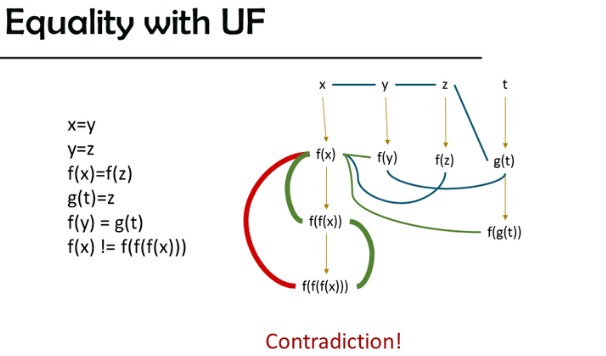 Equality with UF
x=y
y=z
f(x)=f(z)
g(t)=z
f(y) = g(t)
f(x) != f(f(f(x)))
x y z t
f(x) f(y) f(z) g(t)
f(f(x)) f(g(t))
f(f(f(x)))
Contradiction!